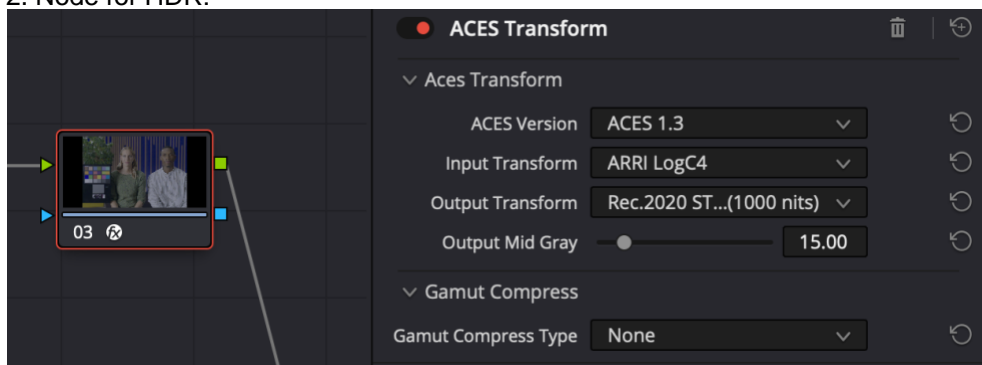 2. Node for HDR:
ACES Transform
Aces Transform
ACES Version ACES 1.3
Input Transform ARRI LogC4
Output Transform Rec.2020 ST...(1000 nits)
Output Mid Gray 15.00
03 fx
Gamut Compress
Gamut Compress Type None